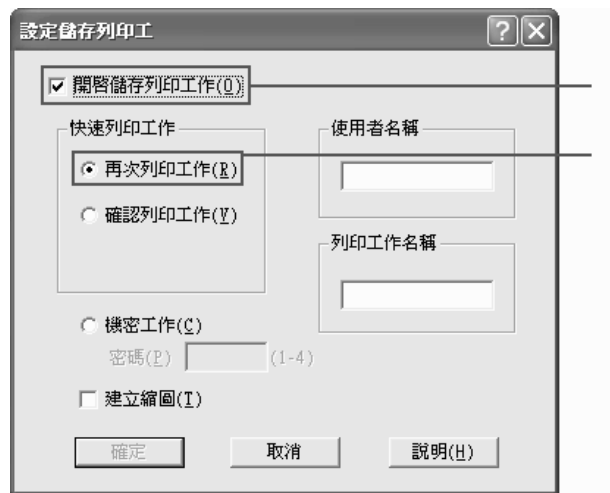 設定儲存列印工
開啓儲存列印工作(O)
快速列印工作
再次列印工作(R)
確認列印工作(V)
使用者名稱
列印工作名稱
機密工作(C)
密碼(P) (1-4)
建立縮圖(T)
確定
取消
說明(H)